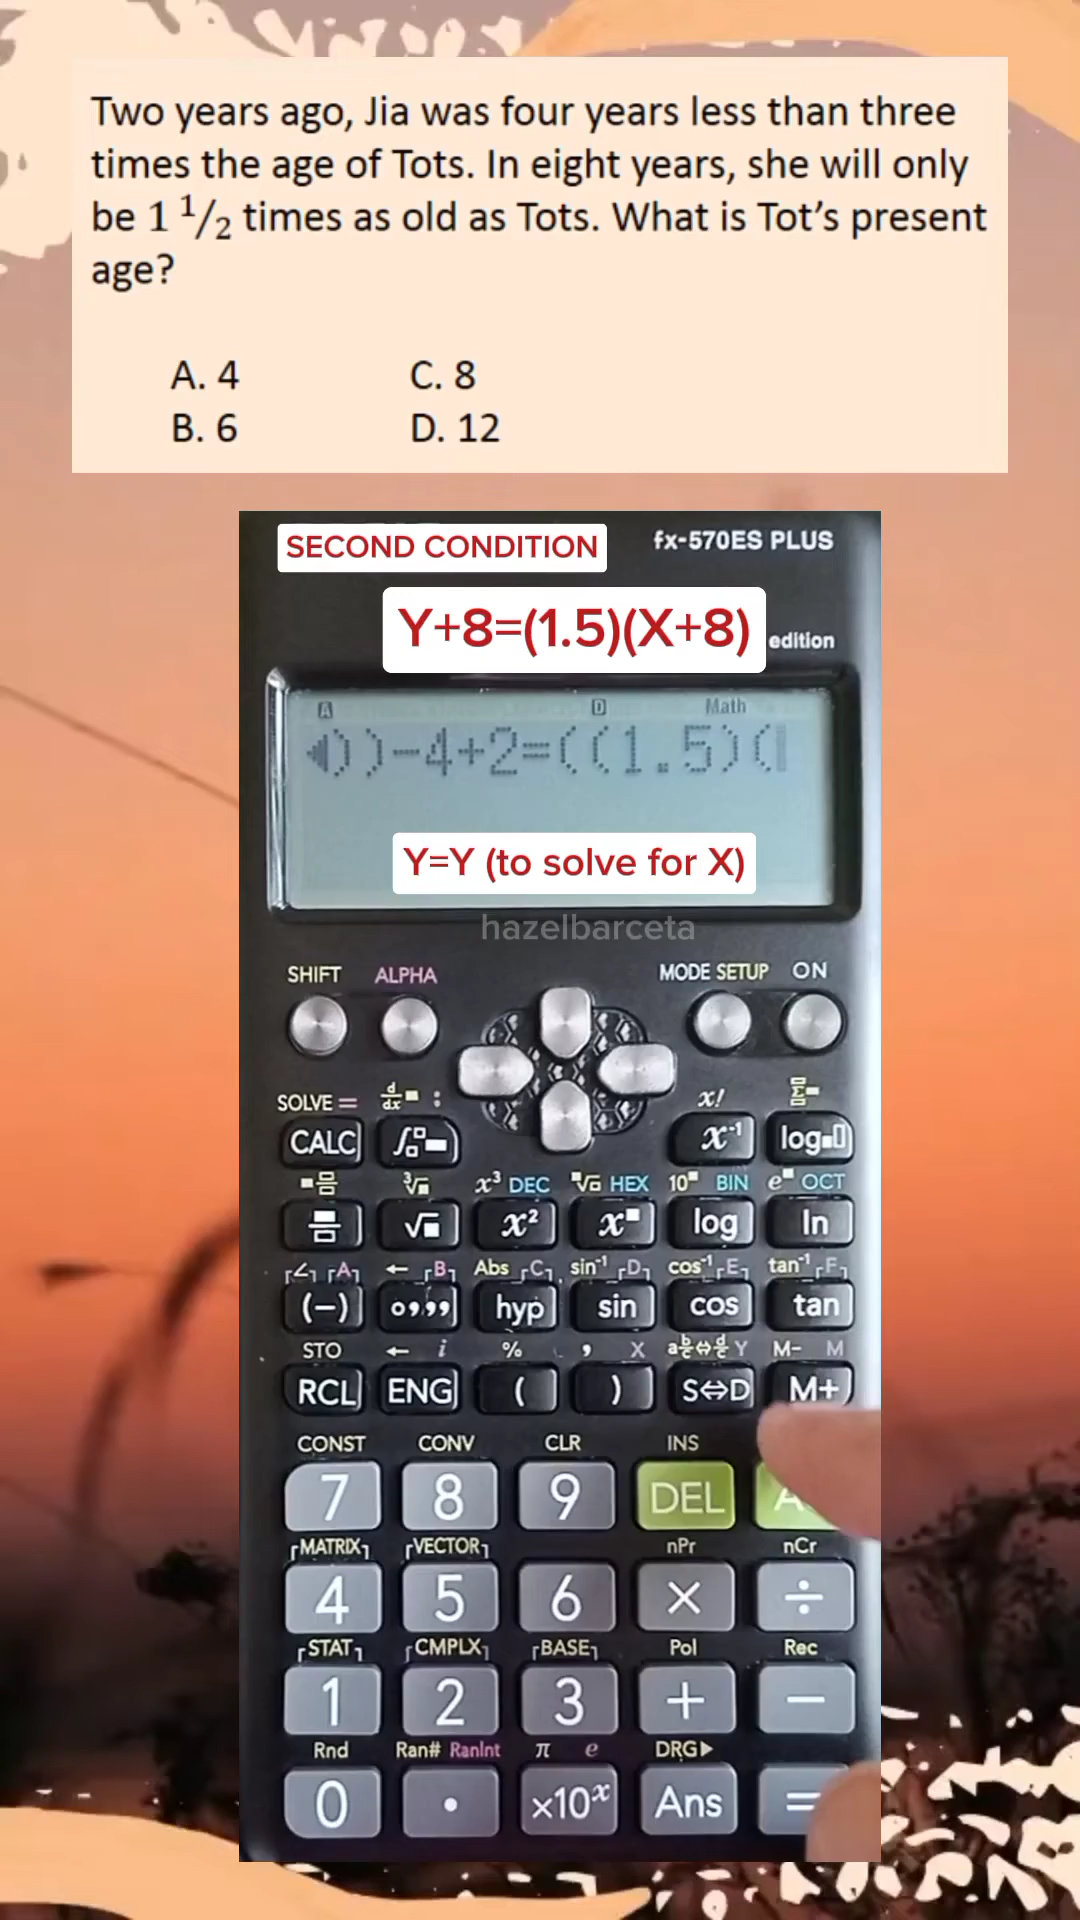 Two years ago, Jia was four years less than three
times the age of Tots. In eight years, she will only
be 1 1/2 times as old as Tots. What is Tot's present
age?
A. 4 C. 8
B. 6 D. 12
SECOND CONDITION fx-570ES PLUS
Y+8=(1.5)(X+8) edition
A D Math
◀))-4+2=((1.5)(
Y=Y (to solve for X)
hazelbarceta
SHIFT ALPHA MODE SETUP ON
SOLVE = d/dx■ : x! Σ■
CALC ∫■ x⁻¹ log■□
■■/□ ³√■ x³ DEC ■√□ HEX 10■ BIN e■ OCT
■/□ √■ x² x■ log ln
∠ A ← B Abs C sin⁻¹ D cos⁻¹ E tan⁻¹ F
(−) o,,, hyp sin cos tan
STO ← i % , X a b/c⇔d/c Y M− M
RCL ENG ( ) S⇔D M+
CONST CONV CLR INS
7 8 9 DEL A
MATRIX VECTOR nPr nCr
4 5 6 × ÷
STAT CMPLX BASE Pol Rec
1 2 3 + −
Rnd Ran# RanInt π e DRG▶
0 . ×10ˣ Ans =